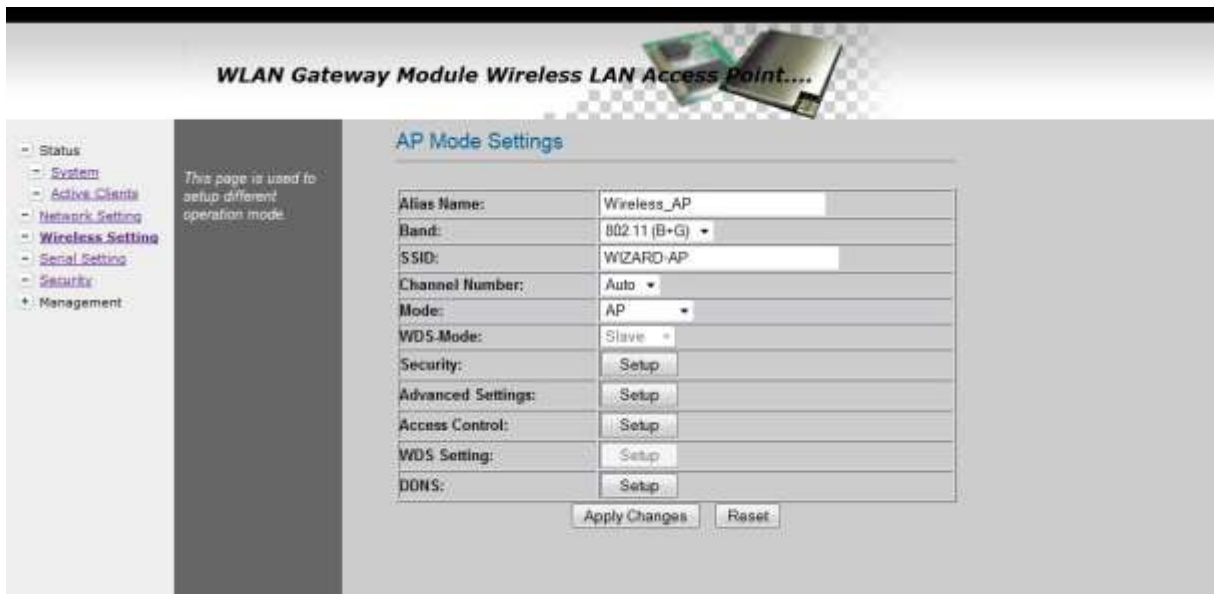 WLAN Gateway Module Wireless LAN Access Point....
- Status
- System
- Active Clients
- Network Setting
- Wireless Setting
- Serial Setting
- Security
+ Management
This page is used to
setup different
operation mode.
AP Mode Settings
Alias Name: Wireless_AP
Band: 802.11 (B+G)
SSID: WIZARD-AP
Channel Number: Auto
Mode: AP
WDS-Mode: Slave
Security: Setup
Advanced Settings: Setup
Access Control: Setup
WDS Setting: Setup
DDNS: Setup
Apply Changes Reset